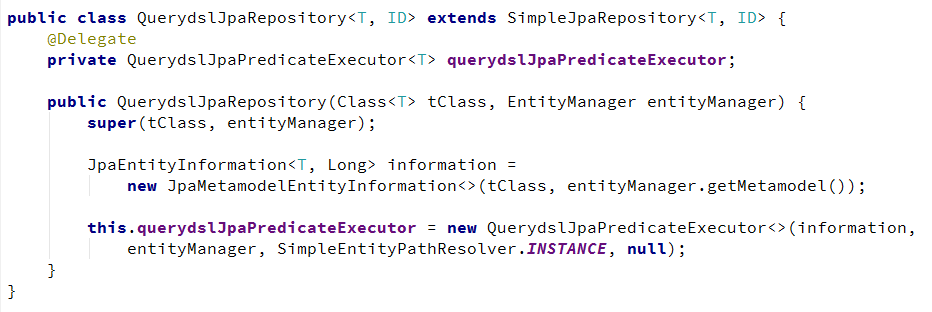 public class QuerydslJpaRepository<T, ID> extends SimpleJpaRepository<T, ID> {
    @Delegate
    private QuerydslJpaPredicateExecutor<T> querydslJpaPredicateExecutor;

    public QuerydslJpaRepository(Class<T> tClass, EntityManager entityManager) {
        super(tClass, entityManager);

        JpaEntityInformation<T, Long> information =
            new JpaMetamodelEntityInformation<>(tClass, entityManager.getMetamodel());

        this.querydslJpaPredicateExecutor = new QuerydslJpaPredicateExecutor<>(information,
            entityManager, SimpleEntityPathResolver.INSTANCE, null);
    }
}